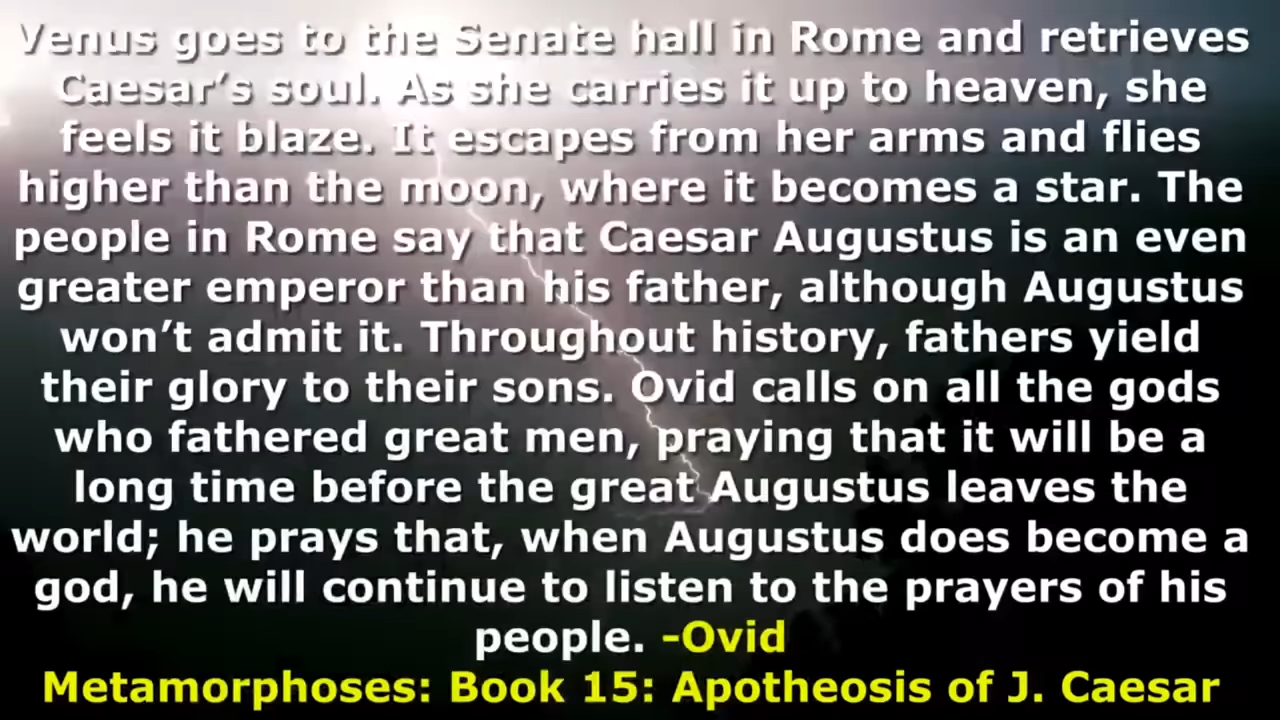 Venus goes to the Senate hall in Rome and retrieves
Caesar’s soul. As she carries it up to heaven, she
feels it blaze. It escapes from her arms and flies
higher than the moon, where it becomes a star. The
people in Rome say that Caesar Augustus is an even
greater emperor than his father, although Augustus
won’t admit it. Throughout history, fathers yield
their glory to their sons. Ovid calls on all the gods
who fathered great men, praying that it will be a
long time before the great Augustus leaves the
world; he prays that, when Augustus does become a
god, he will continue to listen to the prayers of his
people. -Ovid
Metamorphoses: Book 15: Apotheosis of J. Caesar